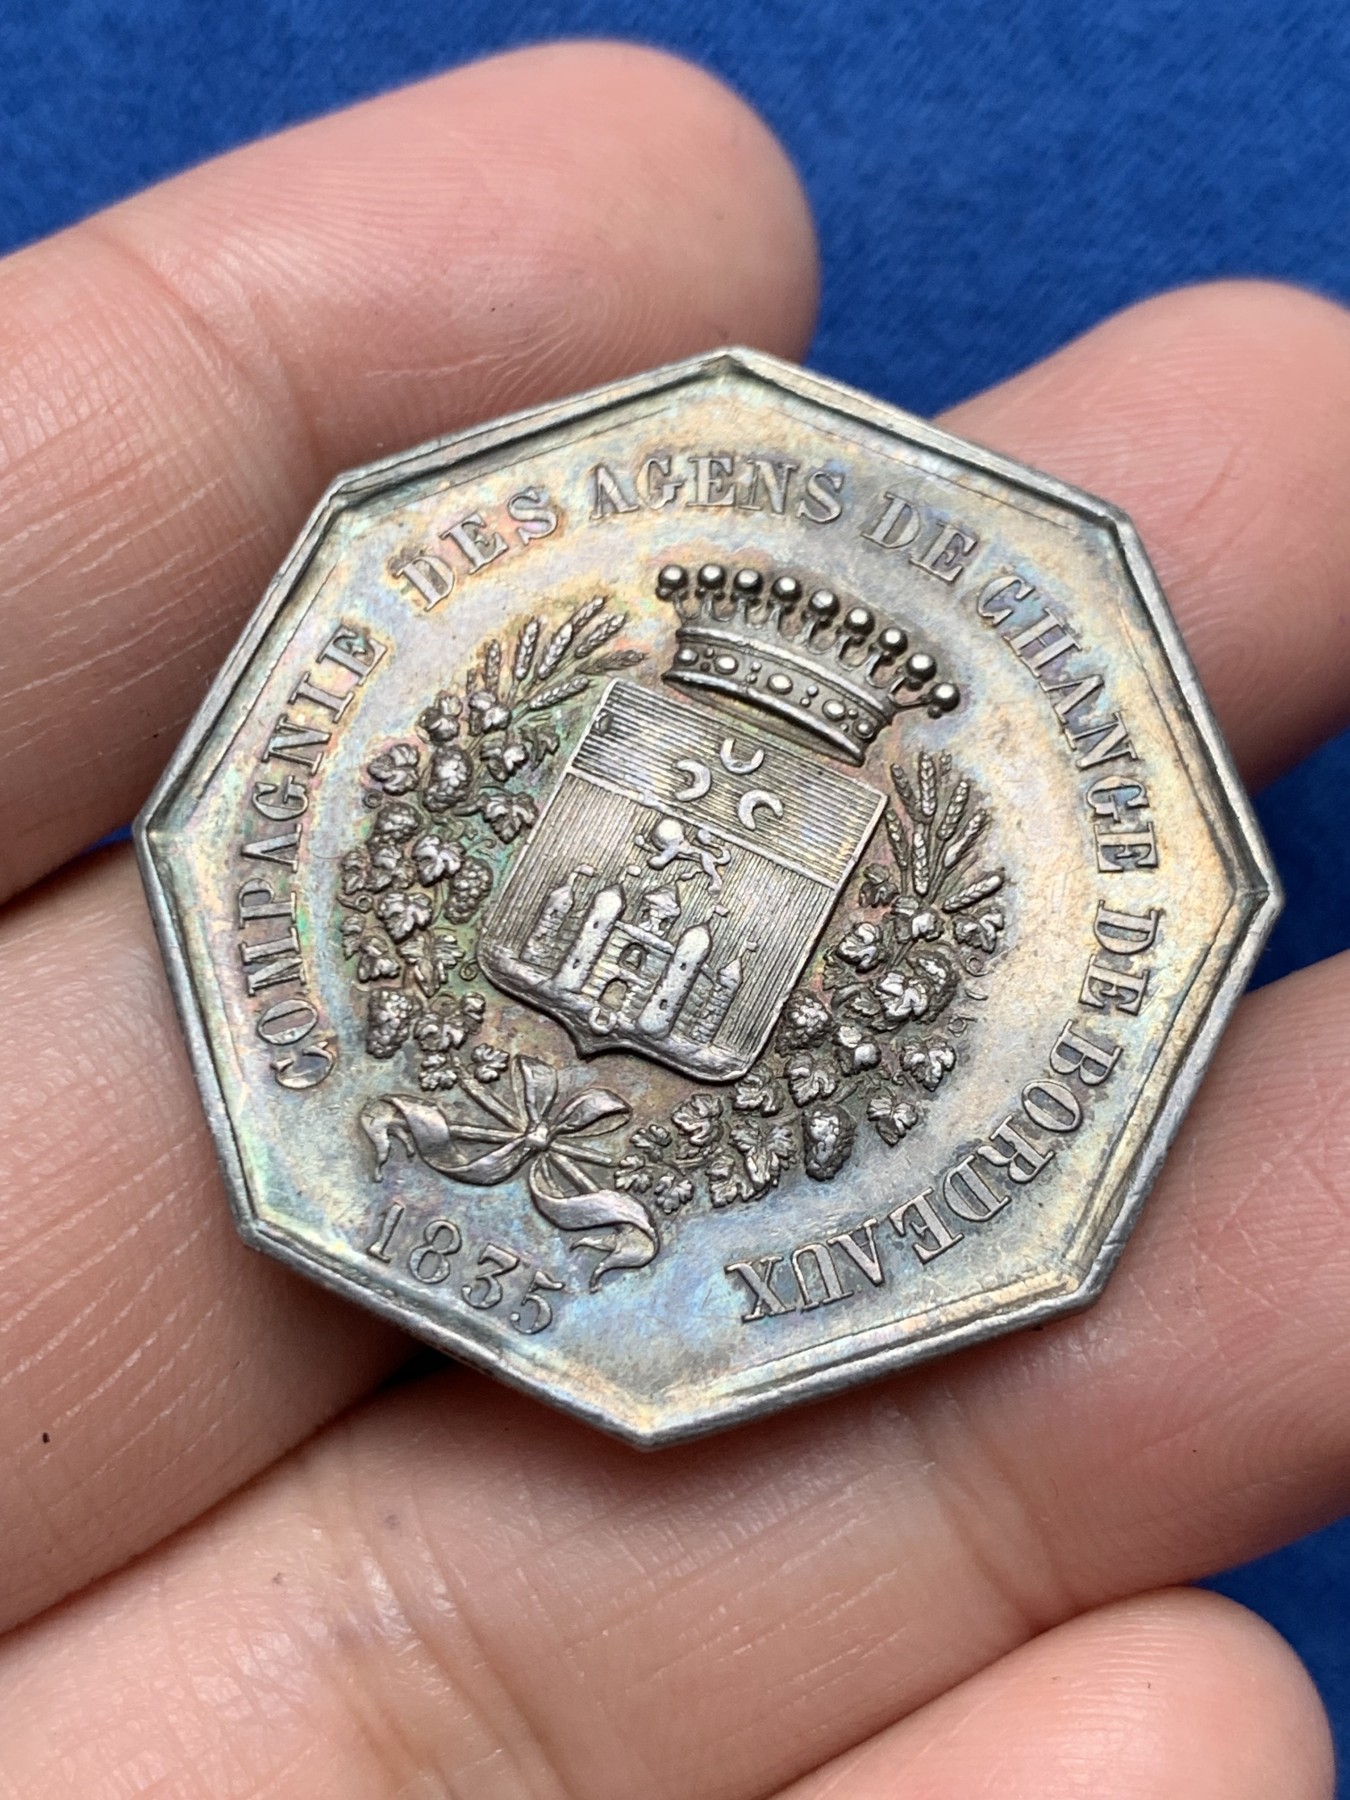 COMPAGNIE DES AGENS DE CHANGE DE BORDEAUX
1835